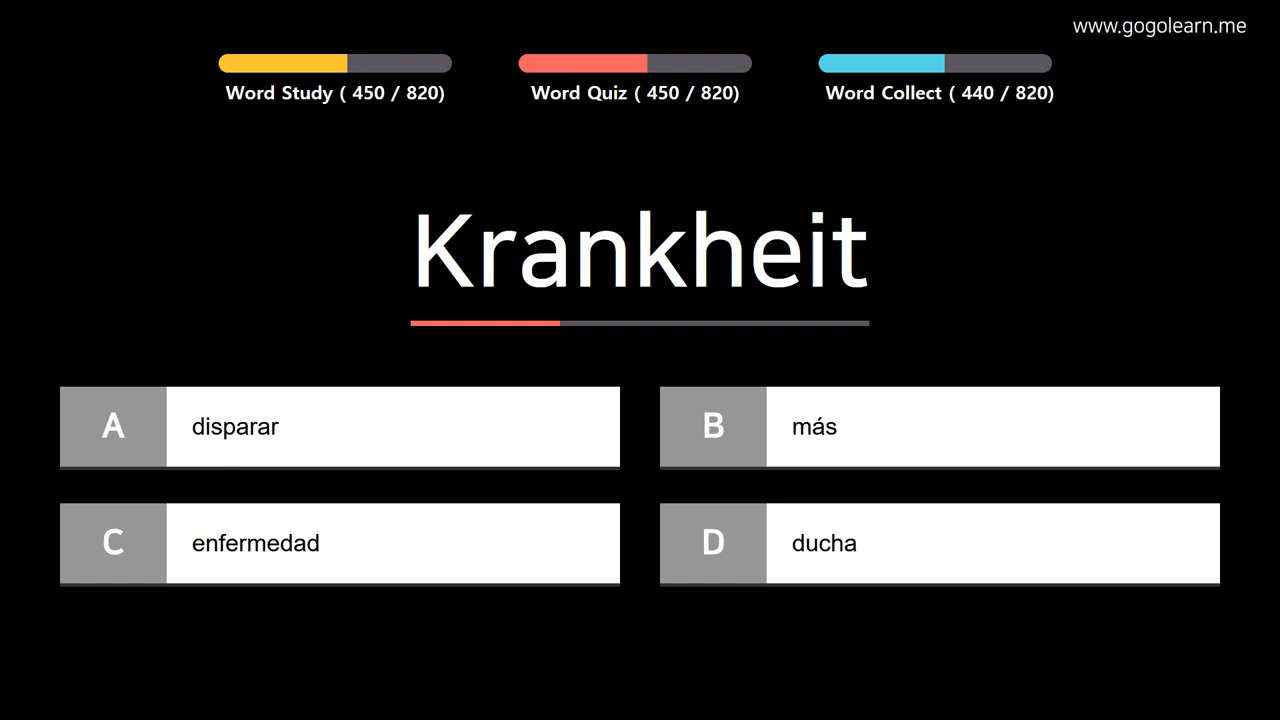 www.gogolearn.me
Word Study ( 450 / 820)
Word Quiz ( 450 / 820)
Word Collect ( 440 / 820)
Krankheit
A disparar
B más
C enfermedad
D ducha